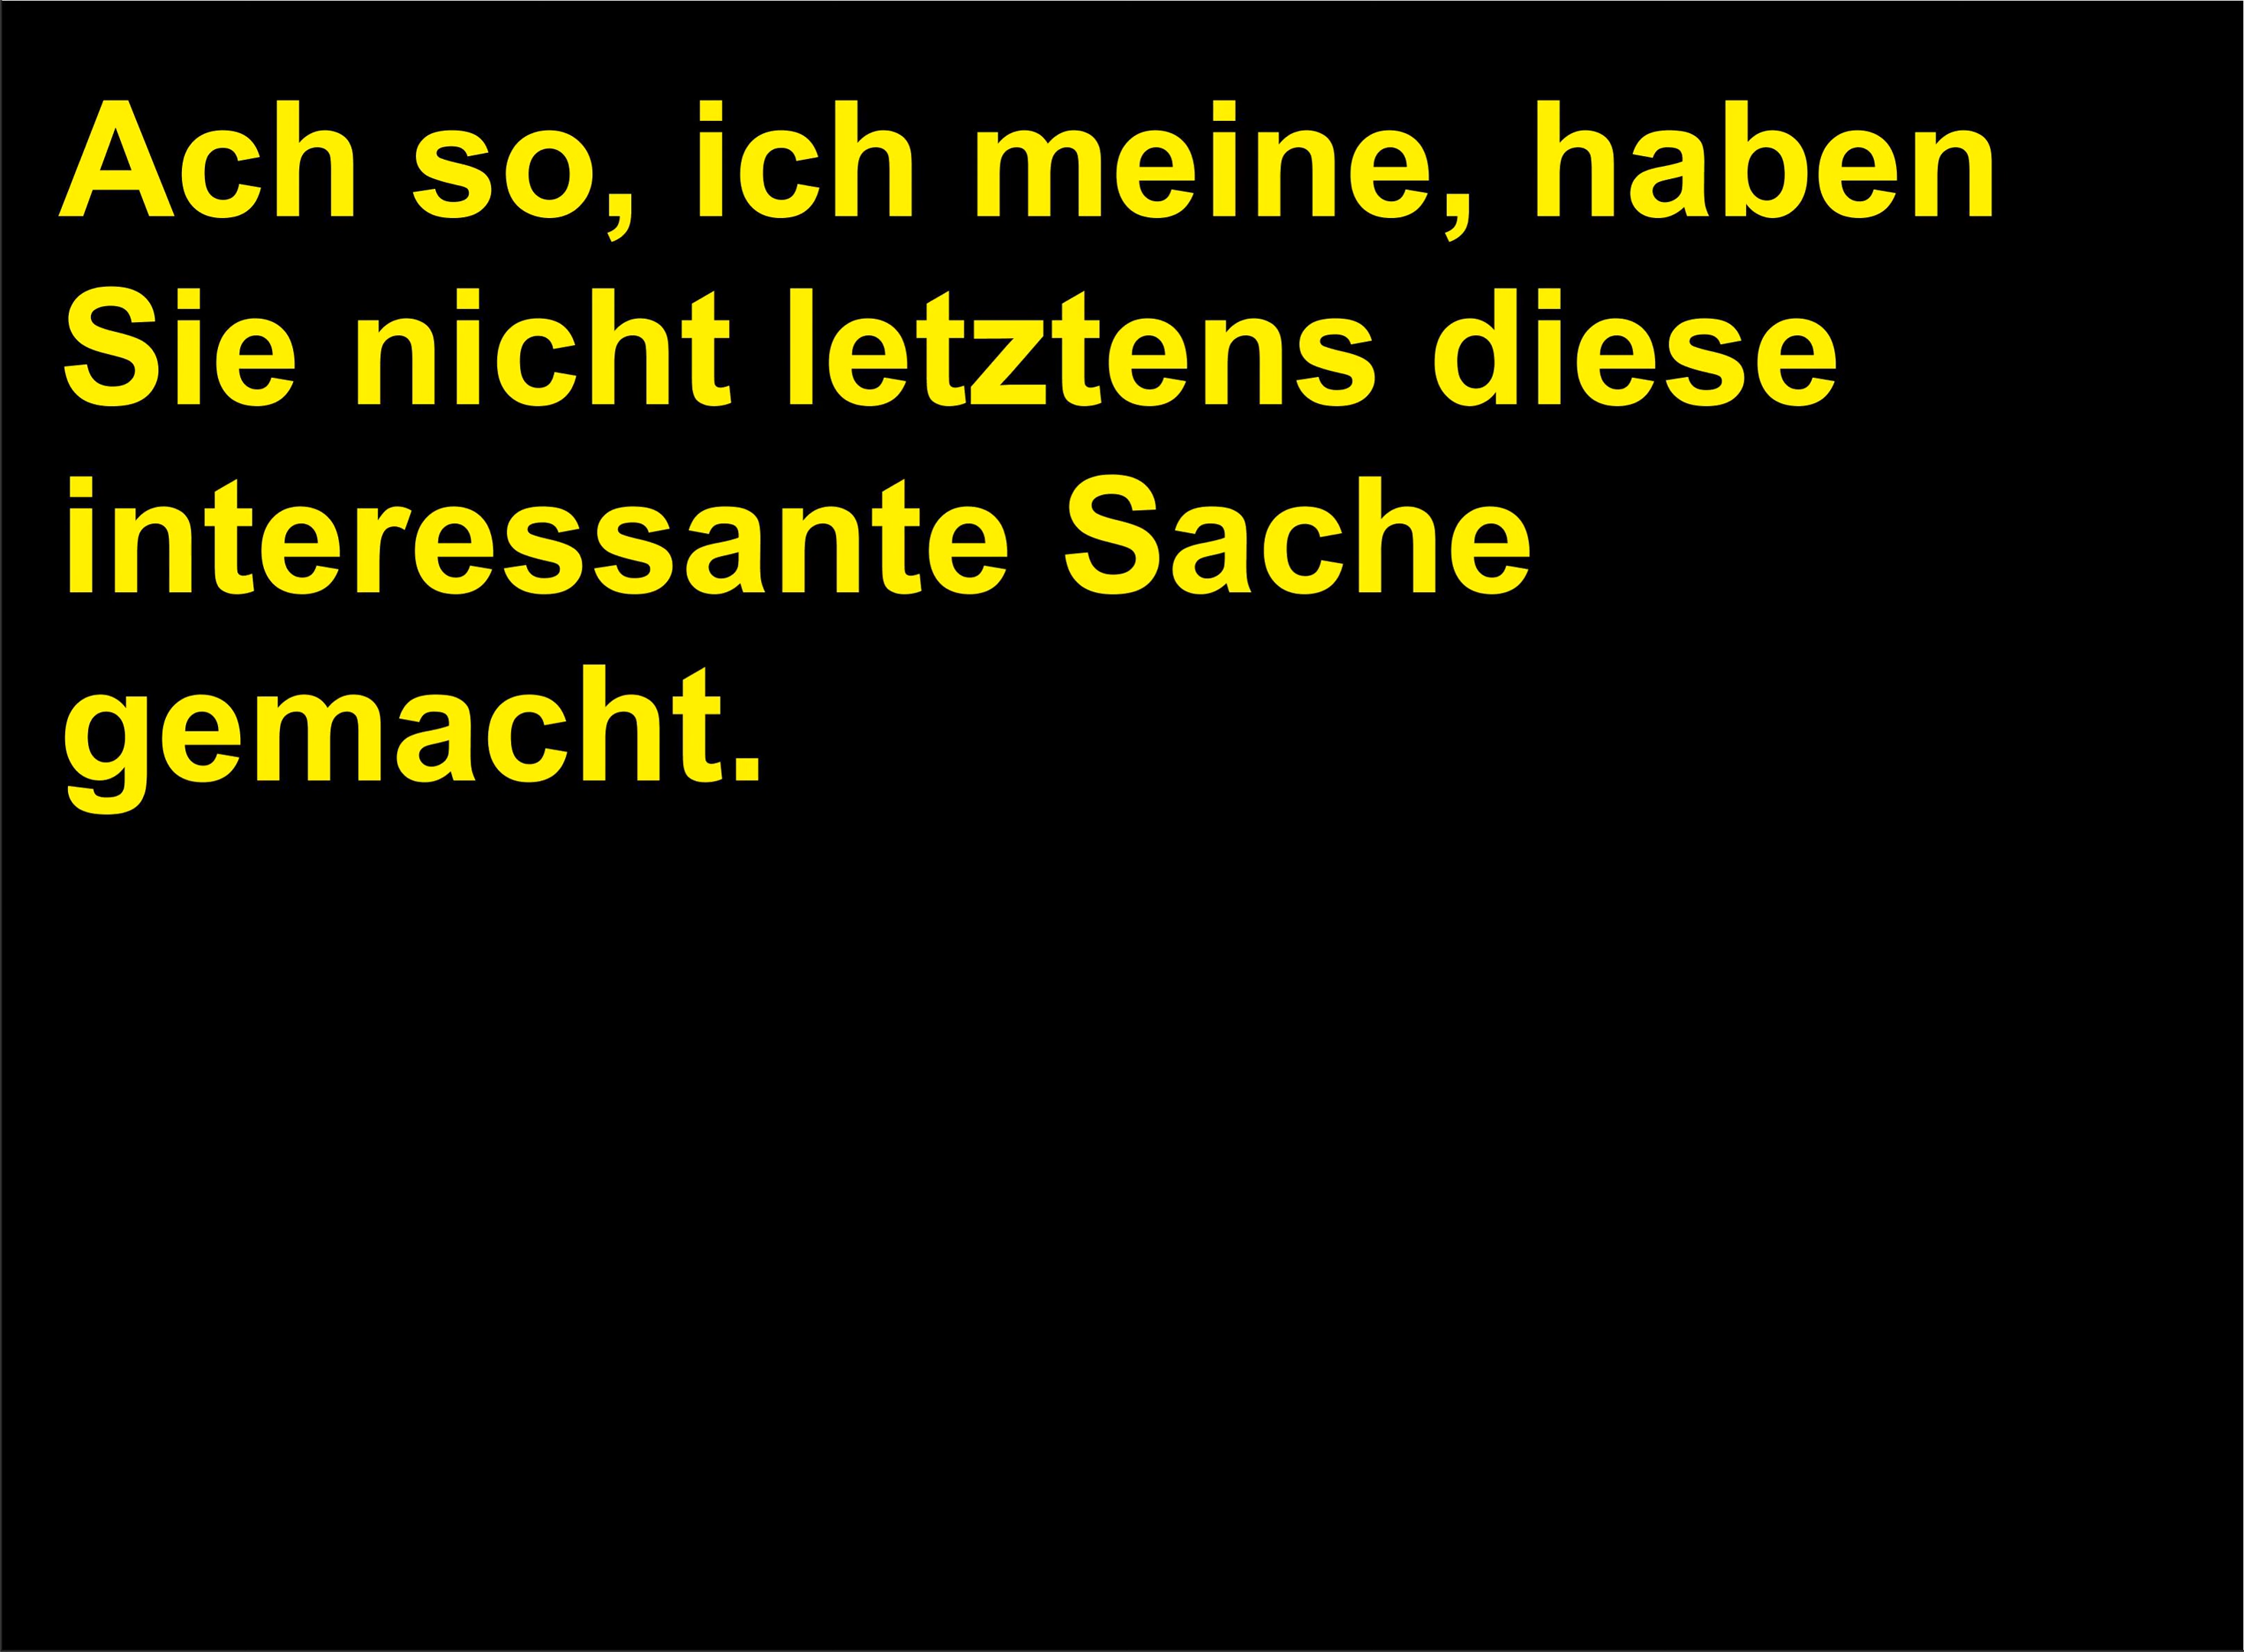 Ach so, ich meine, haben
Sie nicht letztens diese
interessante Sache
gemacht.